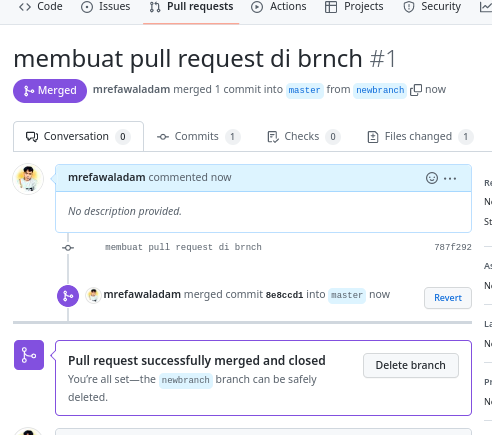 Code Issues Pull requests Actions Projects Security
membuat pull request di brnch #1
Merged mrefawaladam merged 1 commit into master from newbranch now
Conversation 0 Commits 1 Checks 0 Files changed 1
mrefawaladam commented now
No description provided.
membuat pull request di brnch 787f292
mrefawaladam merged commit 8e8ccd1 into master now Revert
Pull request successfully merged and closed
You're all set—the newbranch branch can be safely
deleted.
Delete branch